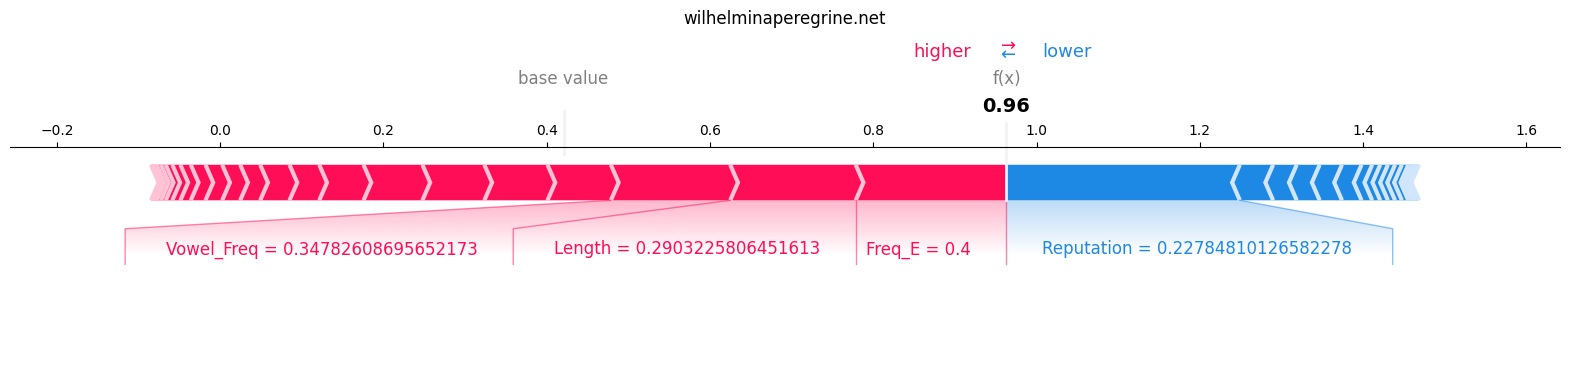 wilhelminaperegrine.net
higher ⇄ lower
base value f(x)
0.96
−0.2 0.0 0.2 0.4 0.6 0.8 1.0 1.2 1.4 1.6
Vowel_Freq = 0.34782608695652173 Length = 0.2903225806451613 Freq_E = 0.4 Reputation = 0.22784810126582278